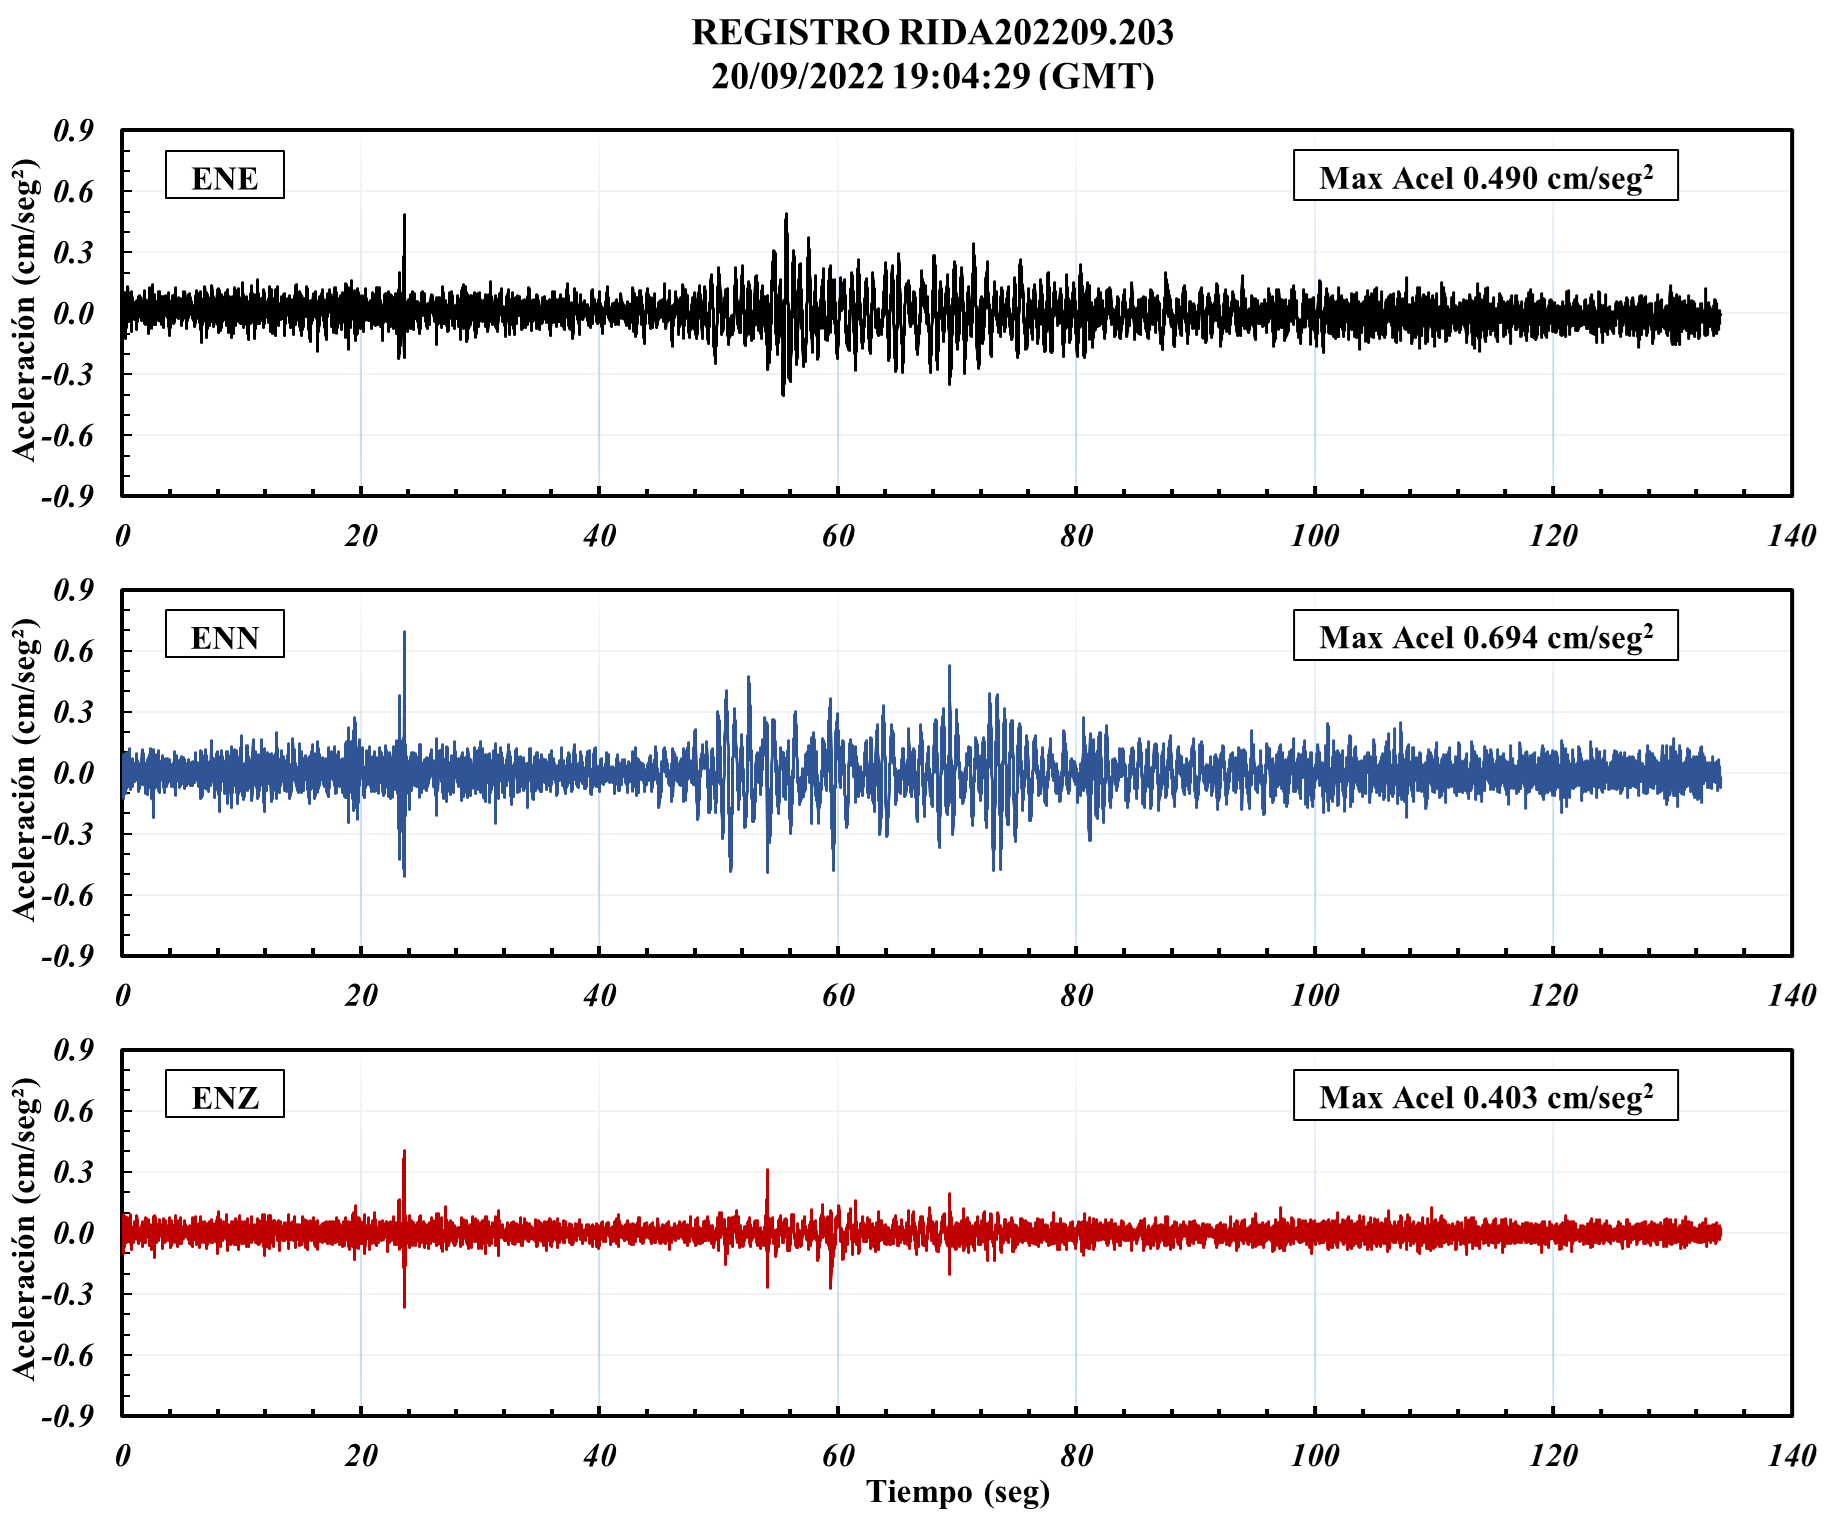 REGISTRO RIDA202209.203
20/09/2022 19:04:29 (GMT)
Aceleración (cm/seg²)
0.9
0.6
0.3
0.0
-0.3
-0.6
-0.9
ENE
Max Acel 0.490 cm/seg²
0 20 40 60 80 100 120 140
Aceleración (cm/seg²)
0.9
0.6
0.3
0.0
-0.3
-0.6
-0.9
ENN
Max Acel 0.694 cm/seg²
0 20 40 60 80 100 120 140
Aceleración (cm/seg²)
0.9
0.6
0.3
0.0
-0.3
-0.6
-0.9
ENZ
Max Acel 0.403 cm/seg²
0 20 40 60 80 100 120 140
Tiempo (seg)